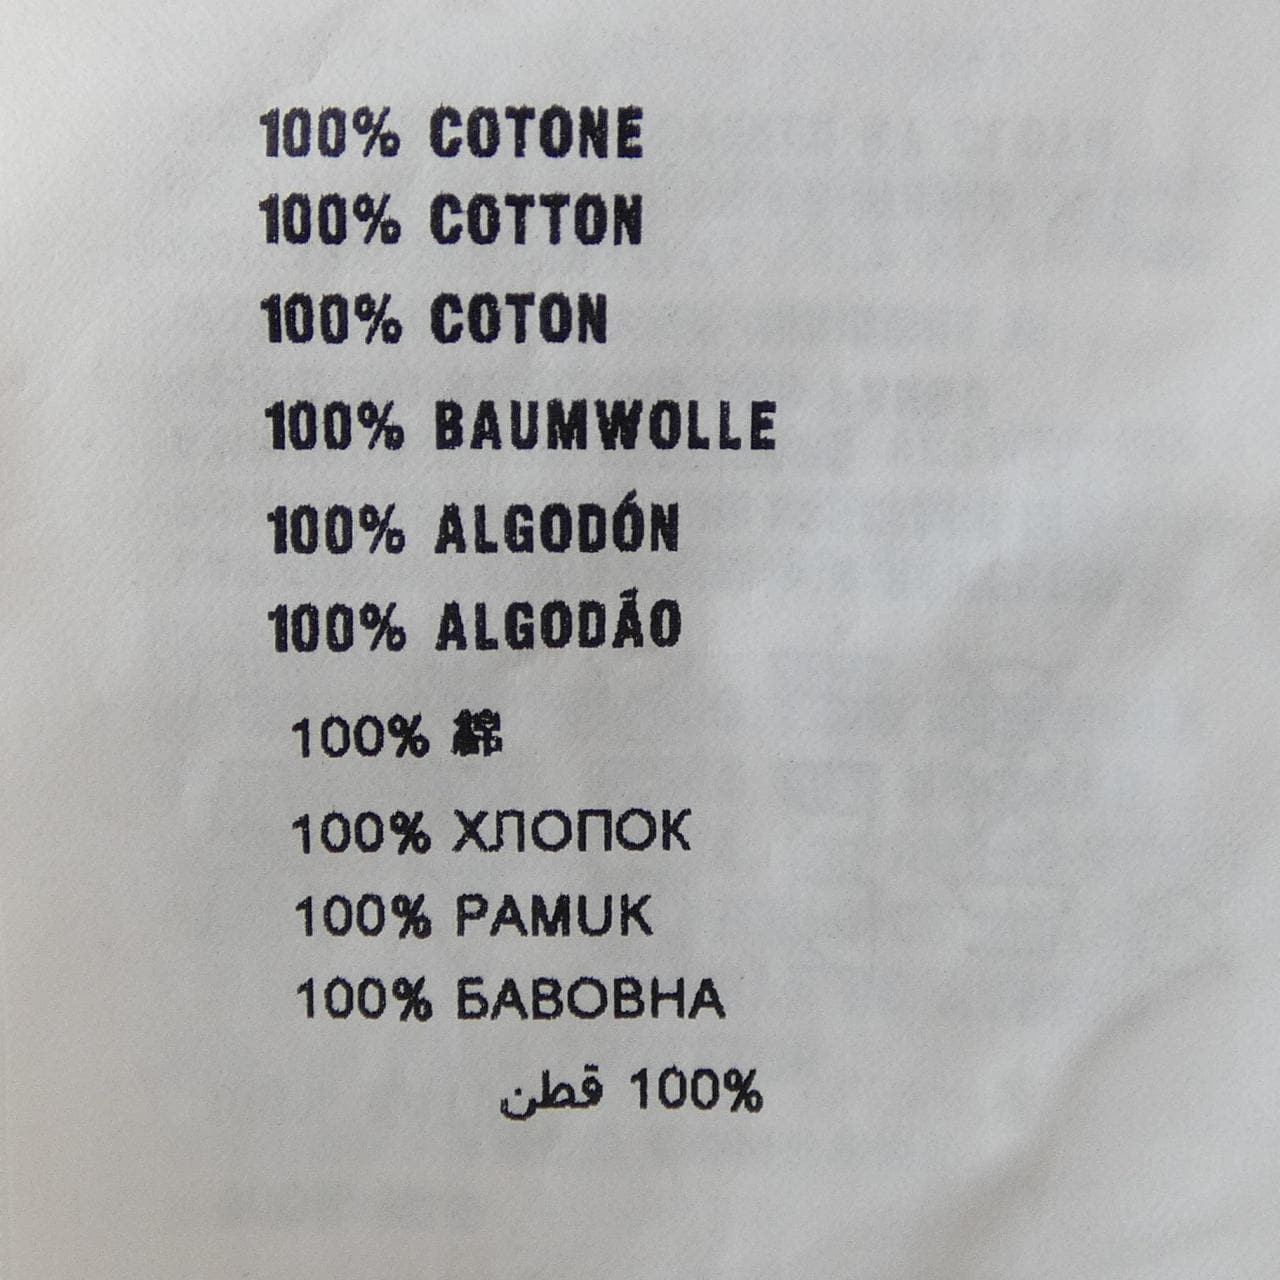 100% COTONE
100% COTTON
100% COTON
100% BAUMWOLLE
100% ALGODÓN
100% ALGODÃO
100% 綿
100% ХЛОПОК
100% PAMUK
100% БАВОВНА
100% قطن